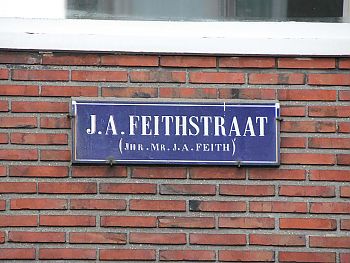 J.A. FEITHSTRAAT
(JHR. MR. J.A. FEITH)